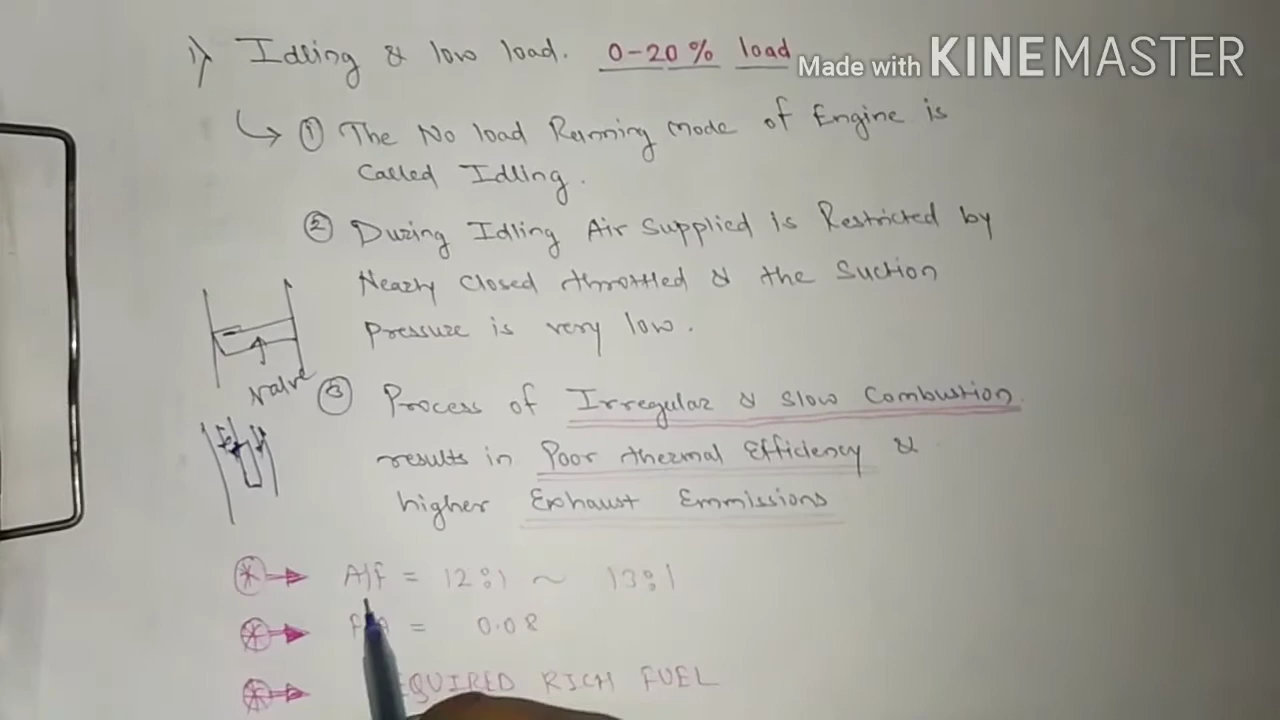 1) Idling & low load. 0-20% load
Made with KINEMASTER
① The No load Running mode of Engine is
Called Idling.
② During Idling Air Supplied is Restricted by
Nearly Closed throttled & the Suction
Pressure is very low.
Valve
③ Process of Irregular & Slow Combustion
results in Poor thermal Efficiency &
higher Exhaust Emmissions
A/F = 12:1 ~ 13:1
= 0.08
RICH FUEL